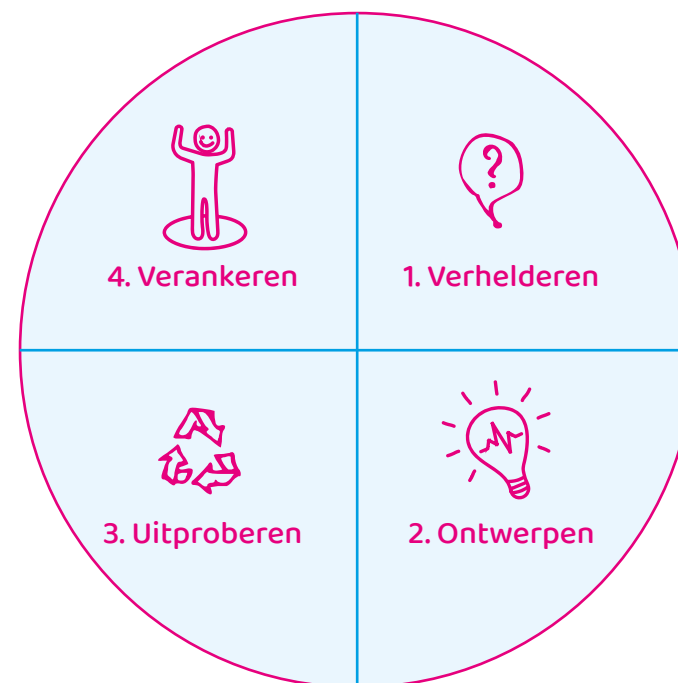 4. Verankeren
1. Verhelderen
3. Uitproberen
2. Ontwerpen
?